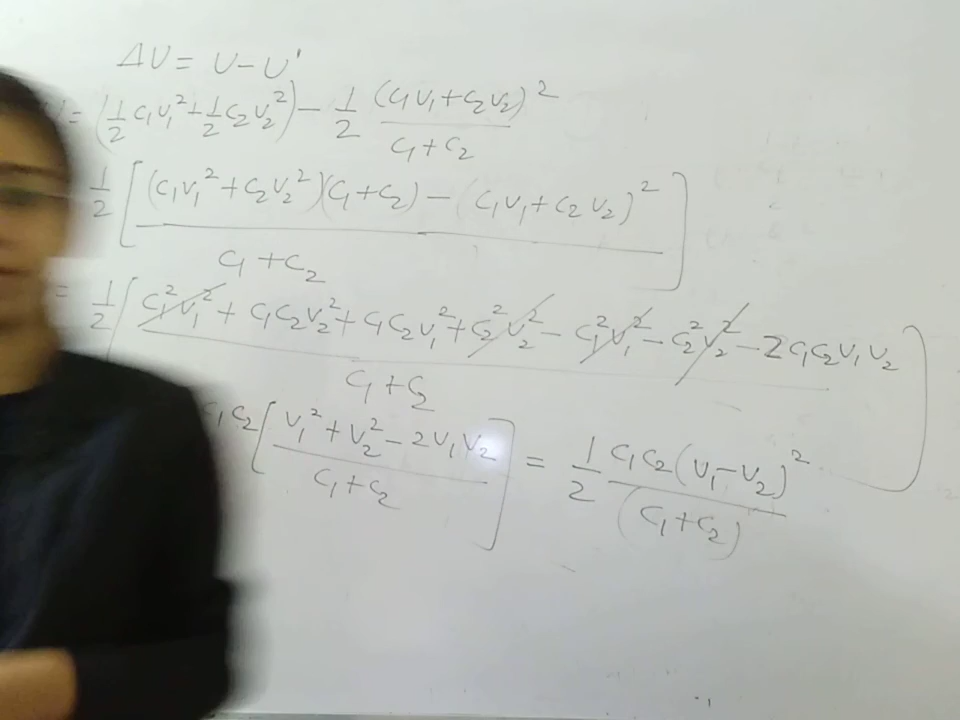 ΔU = U − U'
= (1/2 C₁V₁² + 1/2 C₂V₂²) − 1/2 (C₁V₁ + C₂V₂)² / C₁ + C₂
1/2 [ (C₁V₁² + C₂V₂²)(C₁ + C₂) − (C₁V₁ + C₂V₂)² / C₁ + C₂ ]
= 1/2 [ C₁²V₁² + C₁C₂V₂² + C₁C₂V₁² + C₂²V₂² − C₁²V₁² − C₂²V₂² − 2C₁C₂V₁V₂ / C₁ + C₂ ]
C₁C₂ [ V₁² + V₂² − 2V₁V₂ / C₁ + C₂ ] = 1/2 C₁C₂(V₁ − V₂)² / (C₁ + C₂)